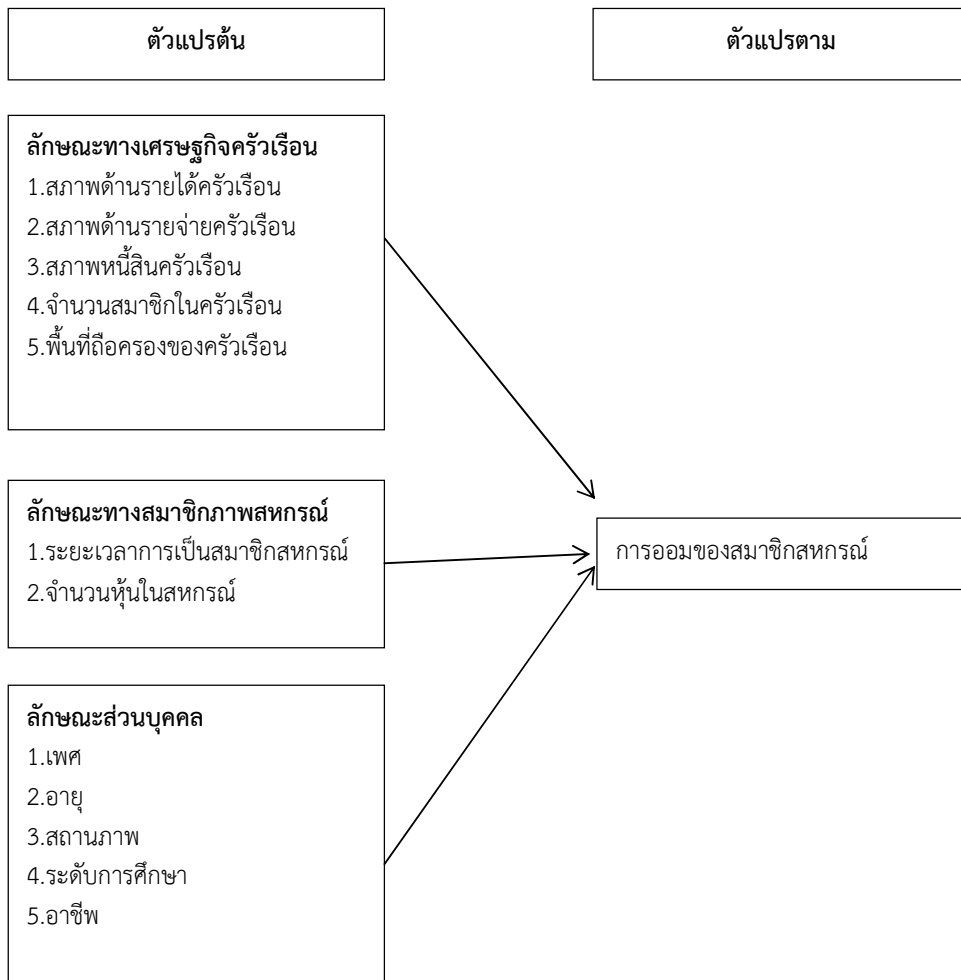 ตัวแปรต้น
ตัวแปรตาม
ลักษณะทางเศรษฐกิจครัวเรือน
1.สภาพด้านรายได้ครัวเรือน
2.สภาพด้านรายจ่ายครัวเรือน
3.สภาพหนี้สินครัวเรือน
4.จำนวนสมาชิกในครัวเรือน
5.พื้นที่ถือครองของครัวเรือน
ลักษณะทางสมาชิกภาพสหกรณ์
1.ระยะเวลาการเป็นสมาชิกสหกรณ์
2.จำนวนหุ้นในสหกรณ์
การออมของสมาชิกสหกรณ์
ลักษณะส่วนบุคคล
1.เพศ
2.อายุ
3.สถานภาพ
4.ระดับการศึกษา
5.อาชีพ